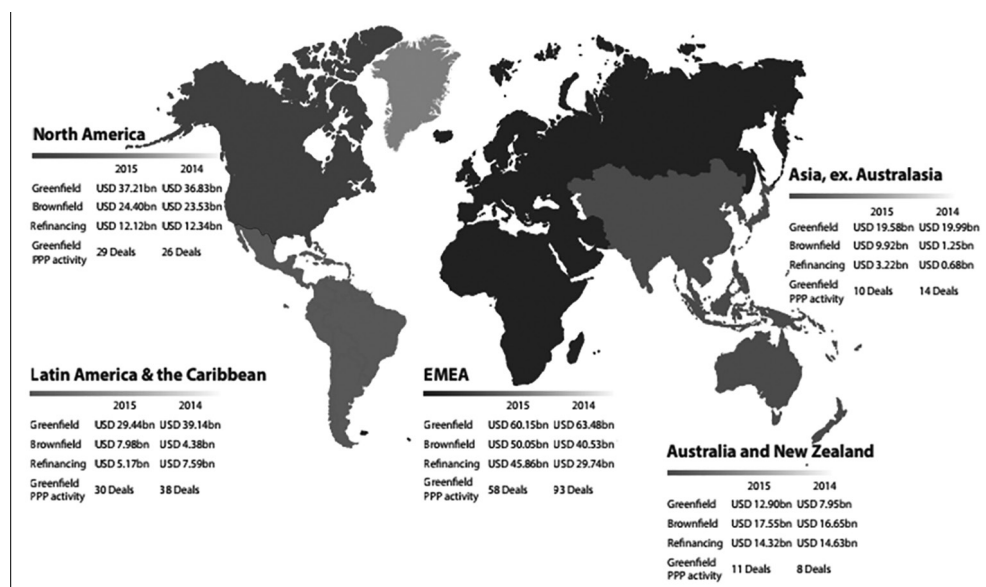 North America
2015 2014
Greenfield USD 37.21bn USD 36.83bn
Brownfield USD 24.40bn USD 23.53bn
Refinancing USD 12.12bn USD 12.34bn
Greenfield
PPP activity 29 Deals 26 Deals
Asia, ex. Australasia
2015 2014
Greenfield USD 19.58bn USD 19.99bn
Brownfield USD 9.92bn USD 1.25bn
Refinancing USD 3.22bn USD 0.68bn
Greenfield
PPP activity 10 Deals 14 Deals
Latin America & the Caribbean
2015 2014
Greenfield USD 29.44bn USD 39.14bn
Brownfield USD 7.98bn USD 4.38bn
Refinancing USD 5.17bn USD 7.59bn
Greenfield
PPP activity 30 Deals 38 Deals
EMEA
2015 2014
Greenfield USD 60.15bn USD 63.48bn
Brownfield USD 50.05bn USD 40.53bn
Refinancing USD 45.86bn USD 29.74bn
Greenfield
PPP activity 58 Deals 93 Deals
Australia and New Zealand
2015 2014
Greenfield USD 12.90bn USD 7.95bn
Brownfield USD 17.55bn USD 16.65bn
Refinancing USD 14.32bn USD 14.63bn
Greenfield
PPP activity 11 Deals 8 Deals